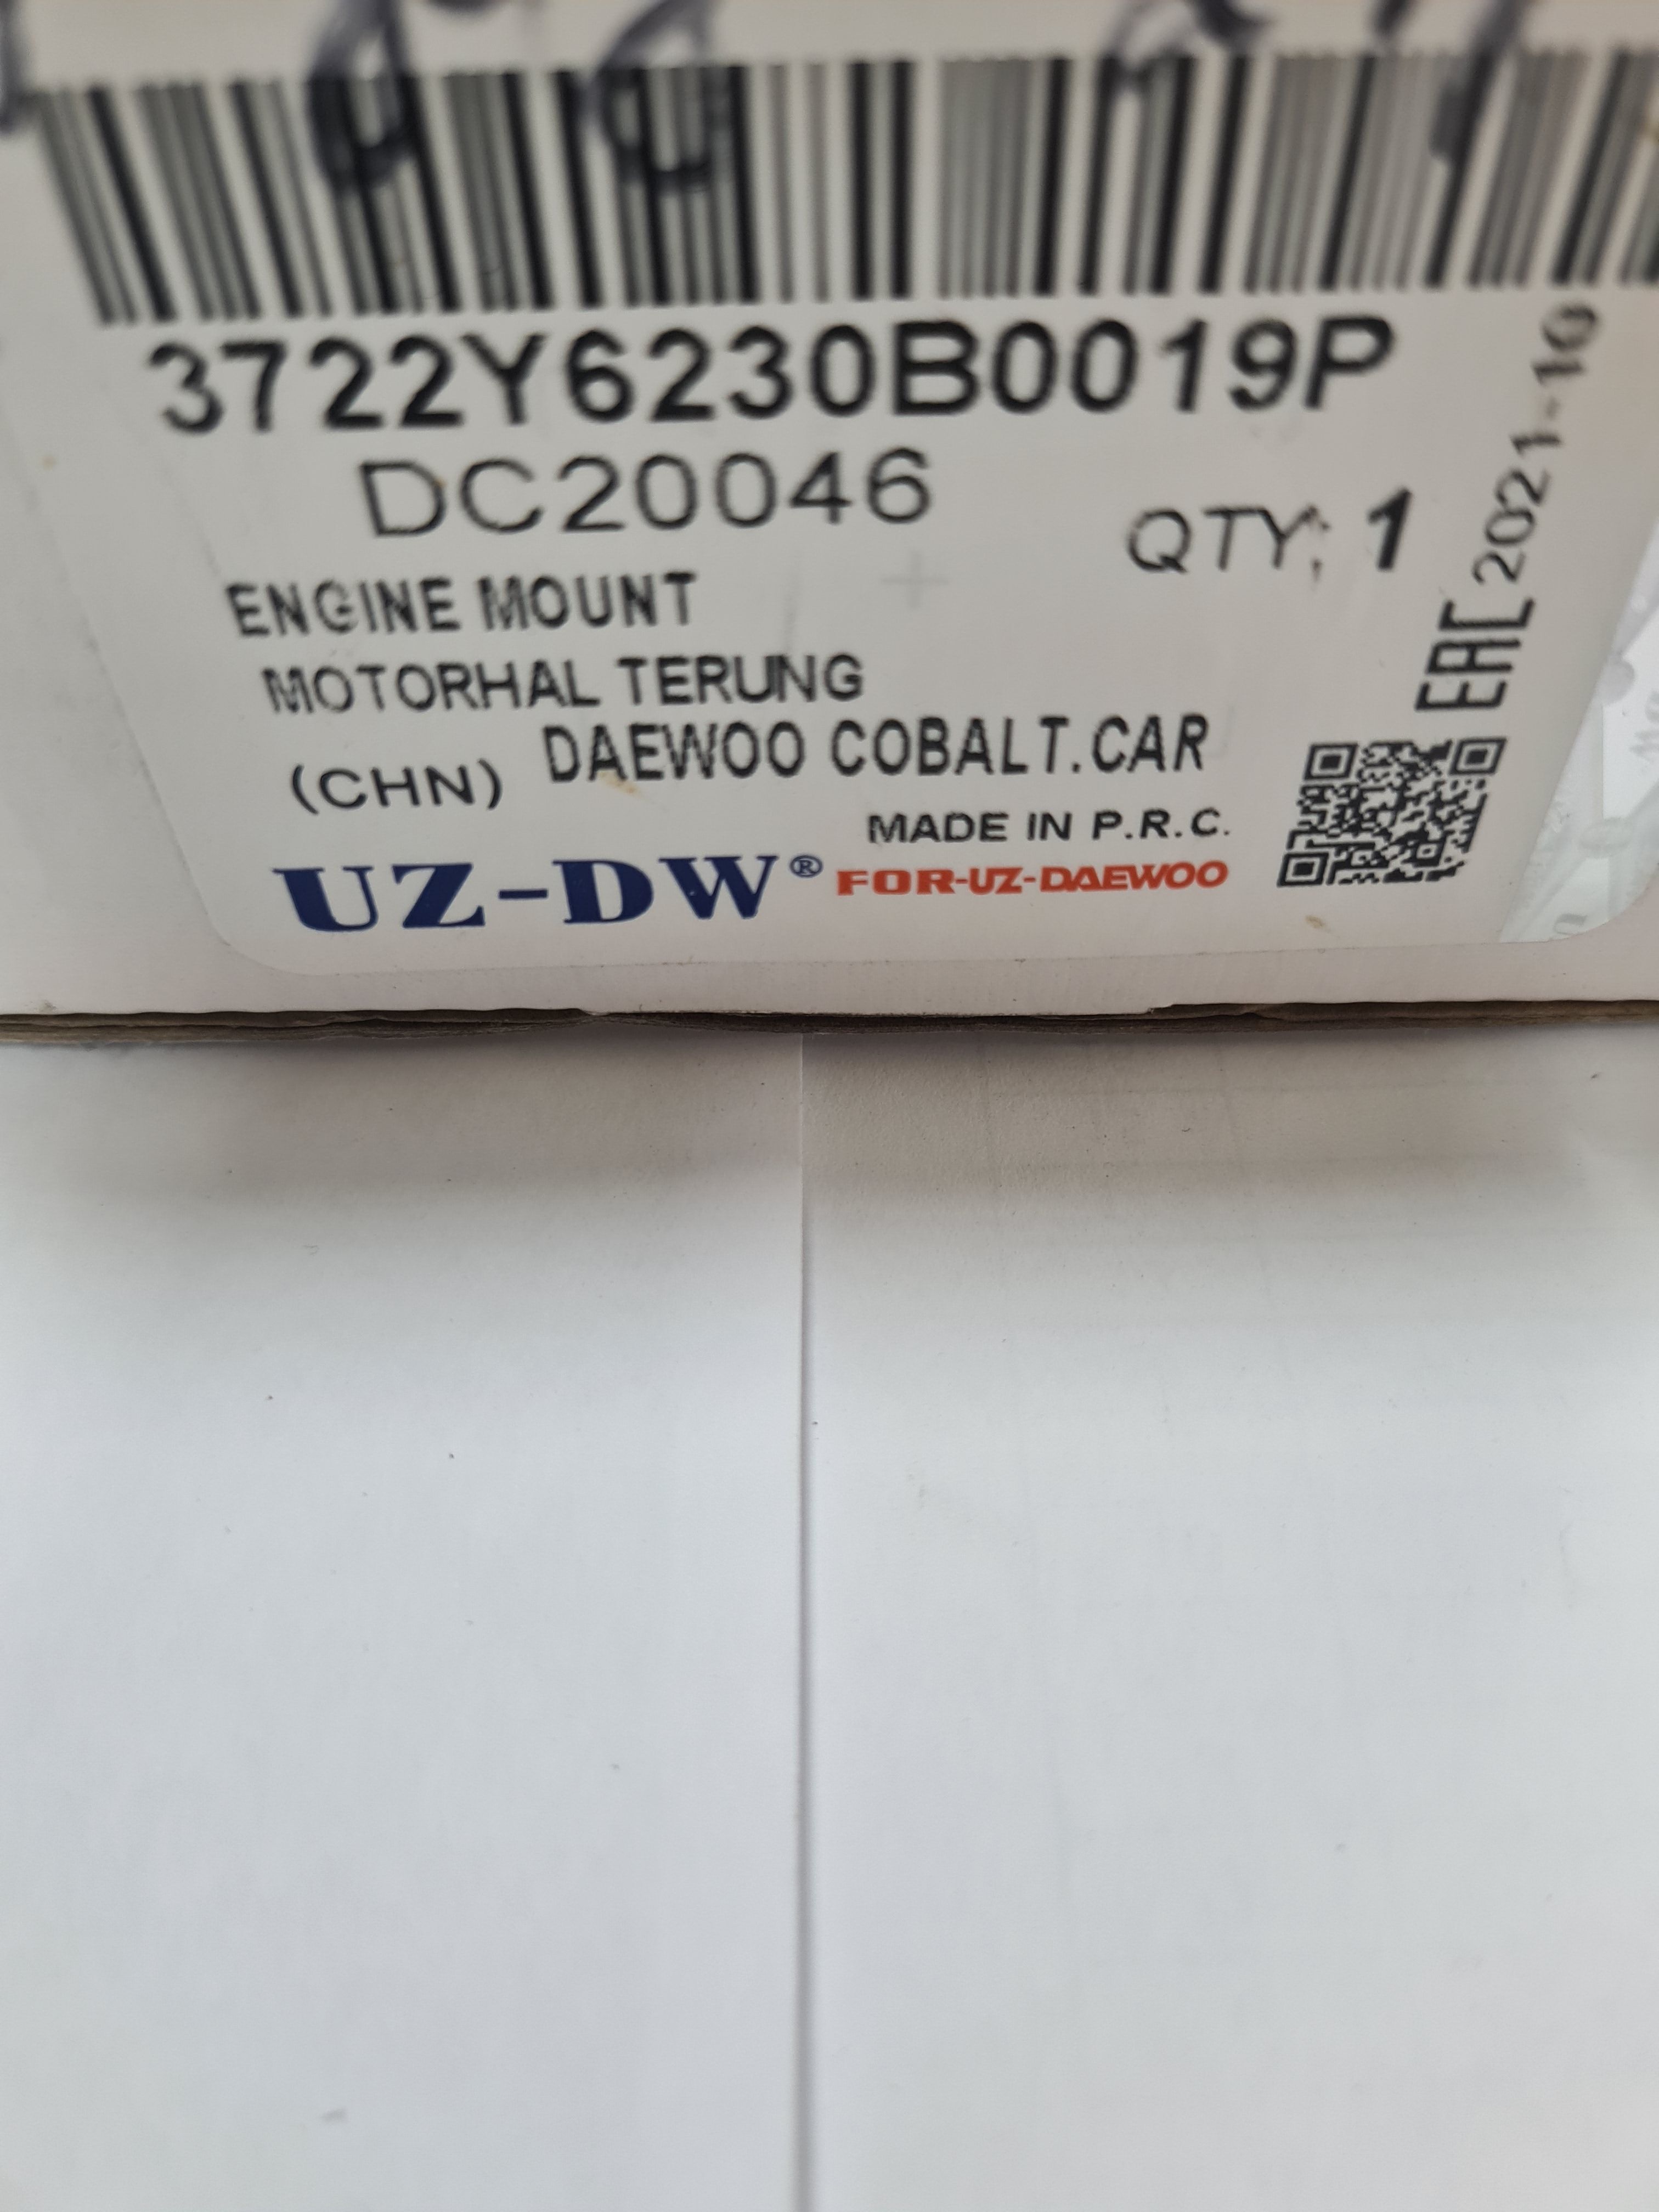 3722Y6230B0019P
DC20046
QTY: 1
2021-10
ENGINE MOUNT
MOTORHAL TERUNG
EAC
(CHN) DAEWOO COBALT.CAR
MADE IN P.R.C.
UZ-DW® FOR-UZ-DAEWOO